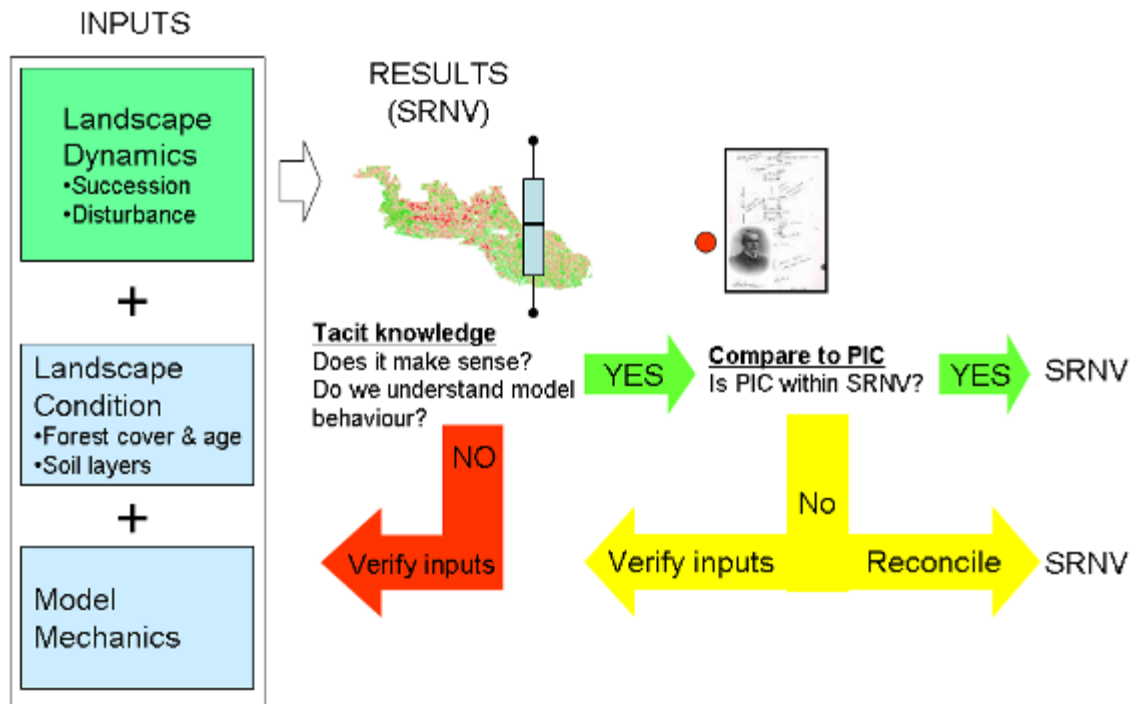 INPUTS
Landscape
Dynamics
•Succession
•Disturbance
+
Landscape
Condition
•Forest cover & age
•Soil layers
+
Model
Mechanics
RESULTS
(SRNV)
Tacit knowledge
Does it make sense?
Do we understand model
behaviour?
YES
Compare to PIC
Is PIC within SRNV?
YES
SRNV
NO
Verify inputs
No
Verify inputs
Reconcile
SRNV